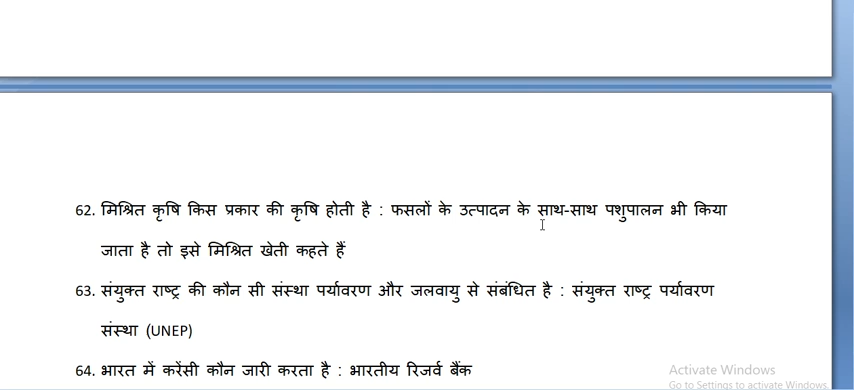 62. मिश्रित कृषि किस प्रकार की कृषि होती है : फसलों के उत्पादन के साथ-साथ पशुपालन भी किया
जाता है तो इसे मिश्रित खेती कहते हैं
63. संयुक्त राष्ट्र की कौन सी संस्था पर्यावरण और जलवायु से संबंधित है : संयुक्त राष्ट्र पर्यावरण
संस्था (UNEP)
64. भारत में करेंसी कौन जारी करता है : भारतीय रिजर्व बैंक
Activate Windows
Go to Settings to activate Windows.